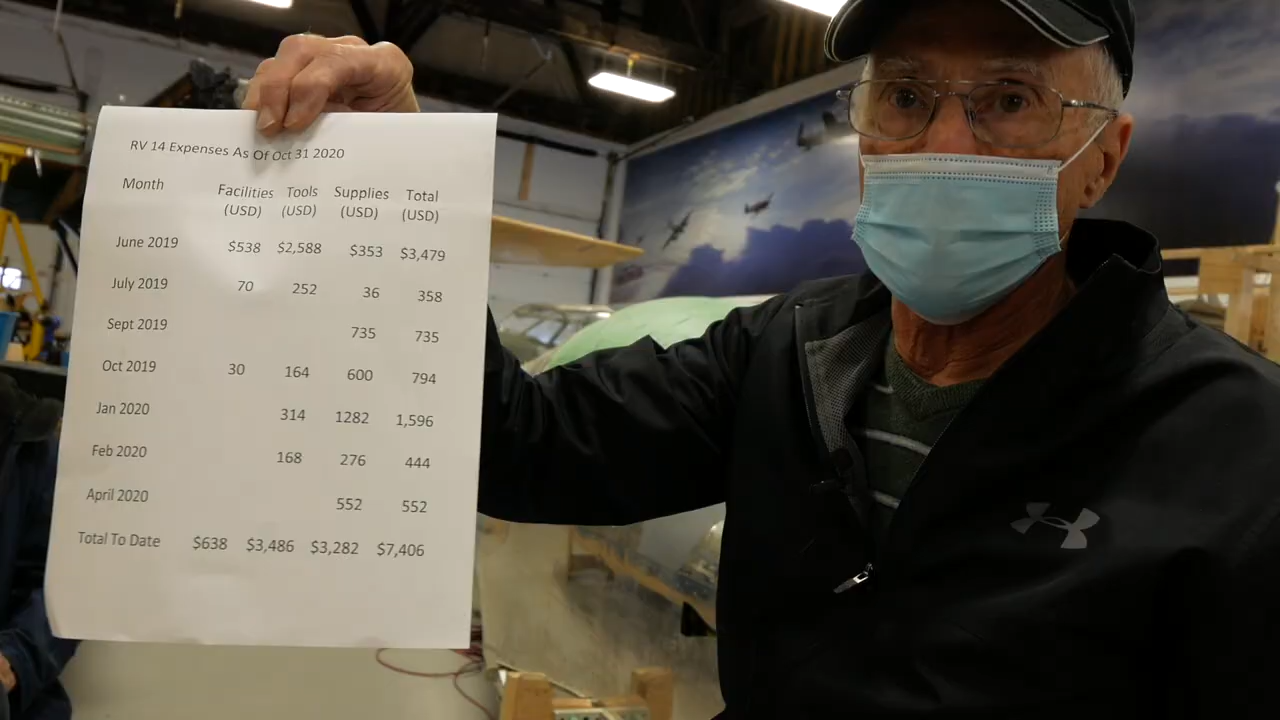 RV 14 Expenses As Of Oct 31 2020
Month Facilities Tools Supplies Total
(USD) (USD) (USD) (USD)
June 2019 $538 $2,588 $353 $3,479
July 2019 70 252 36 358
Sept 2019 735 735
Oct 2019 30 164 600 794
Jan 2020 314 1282 1,596
Feb 2020 168 276 444
April 2020 552 552
Total To Date $638 $3,486 $3,282 $7,406